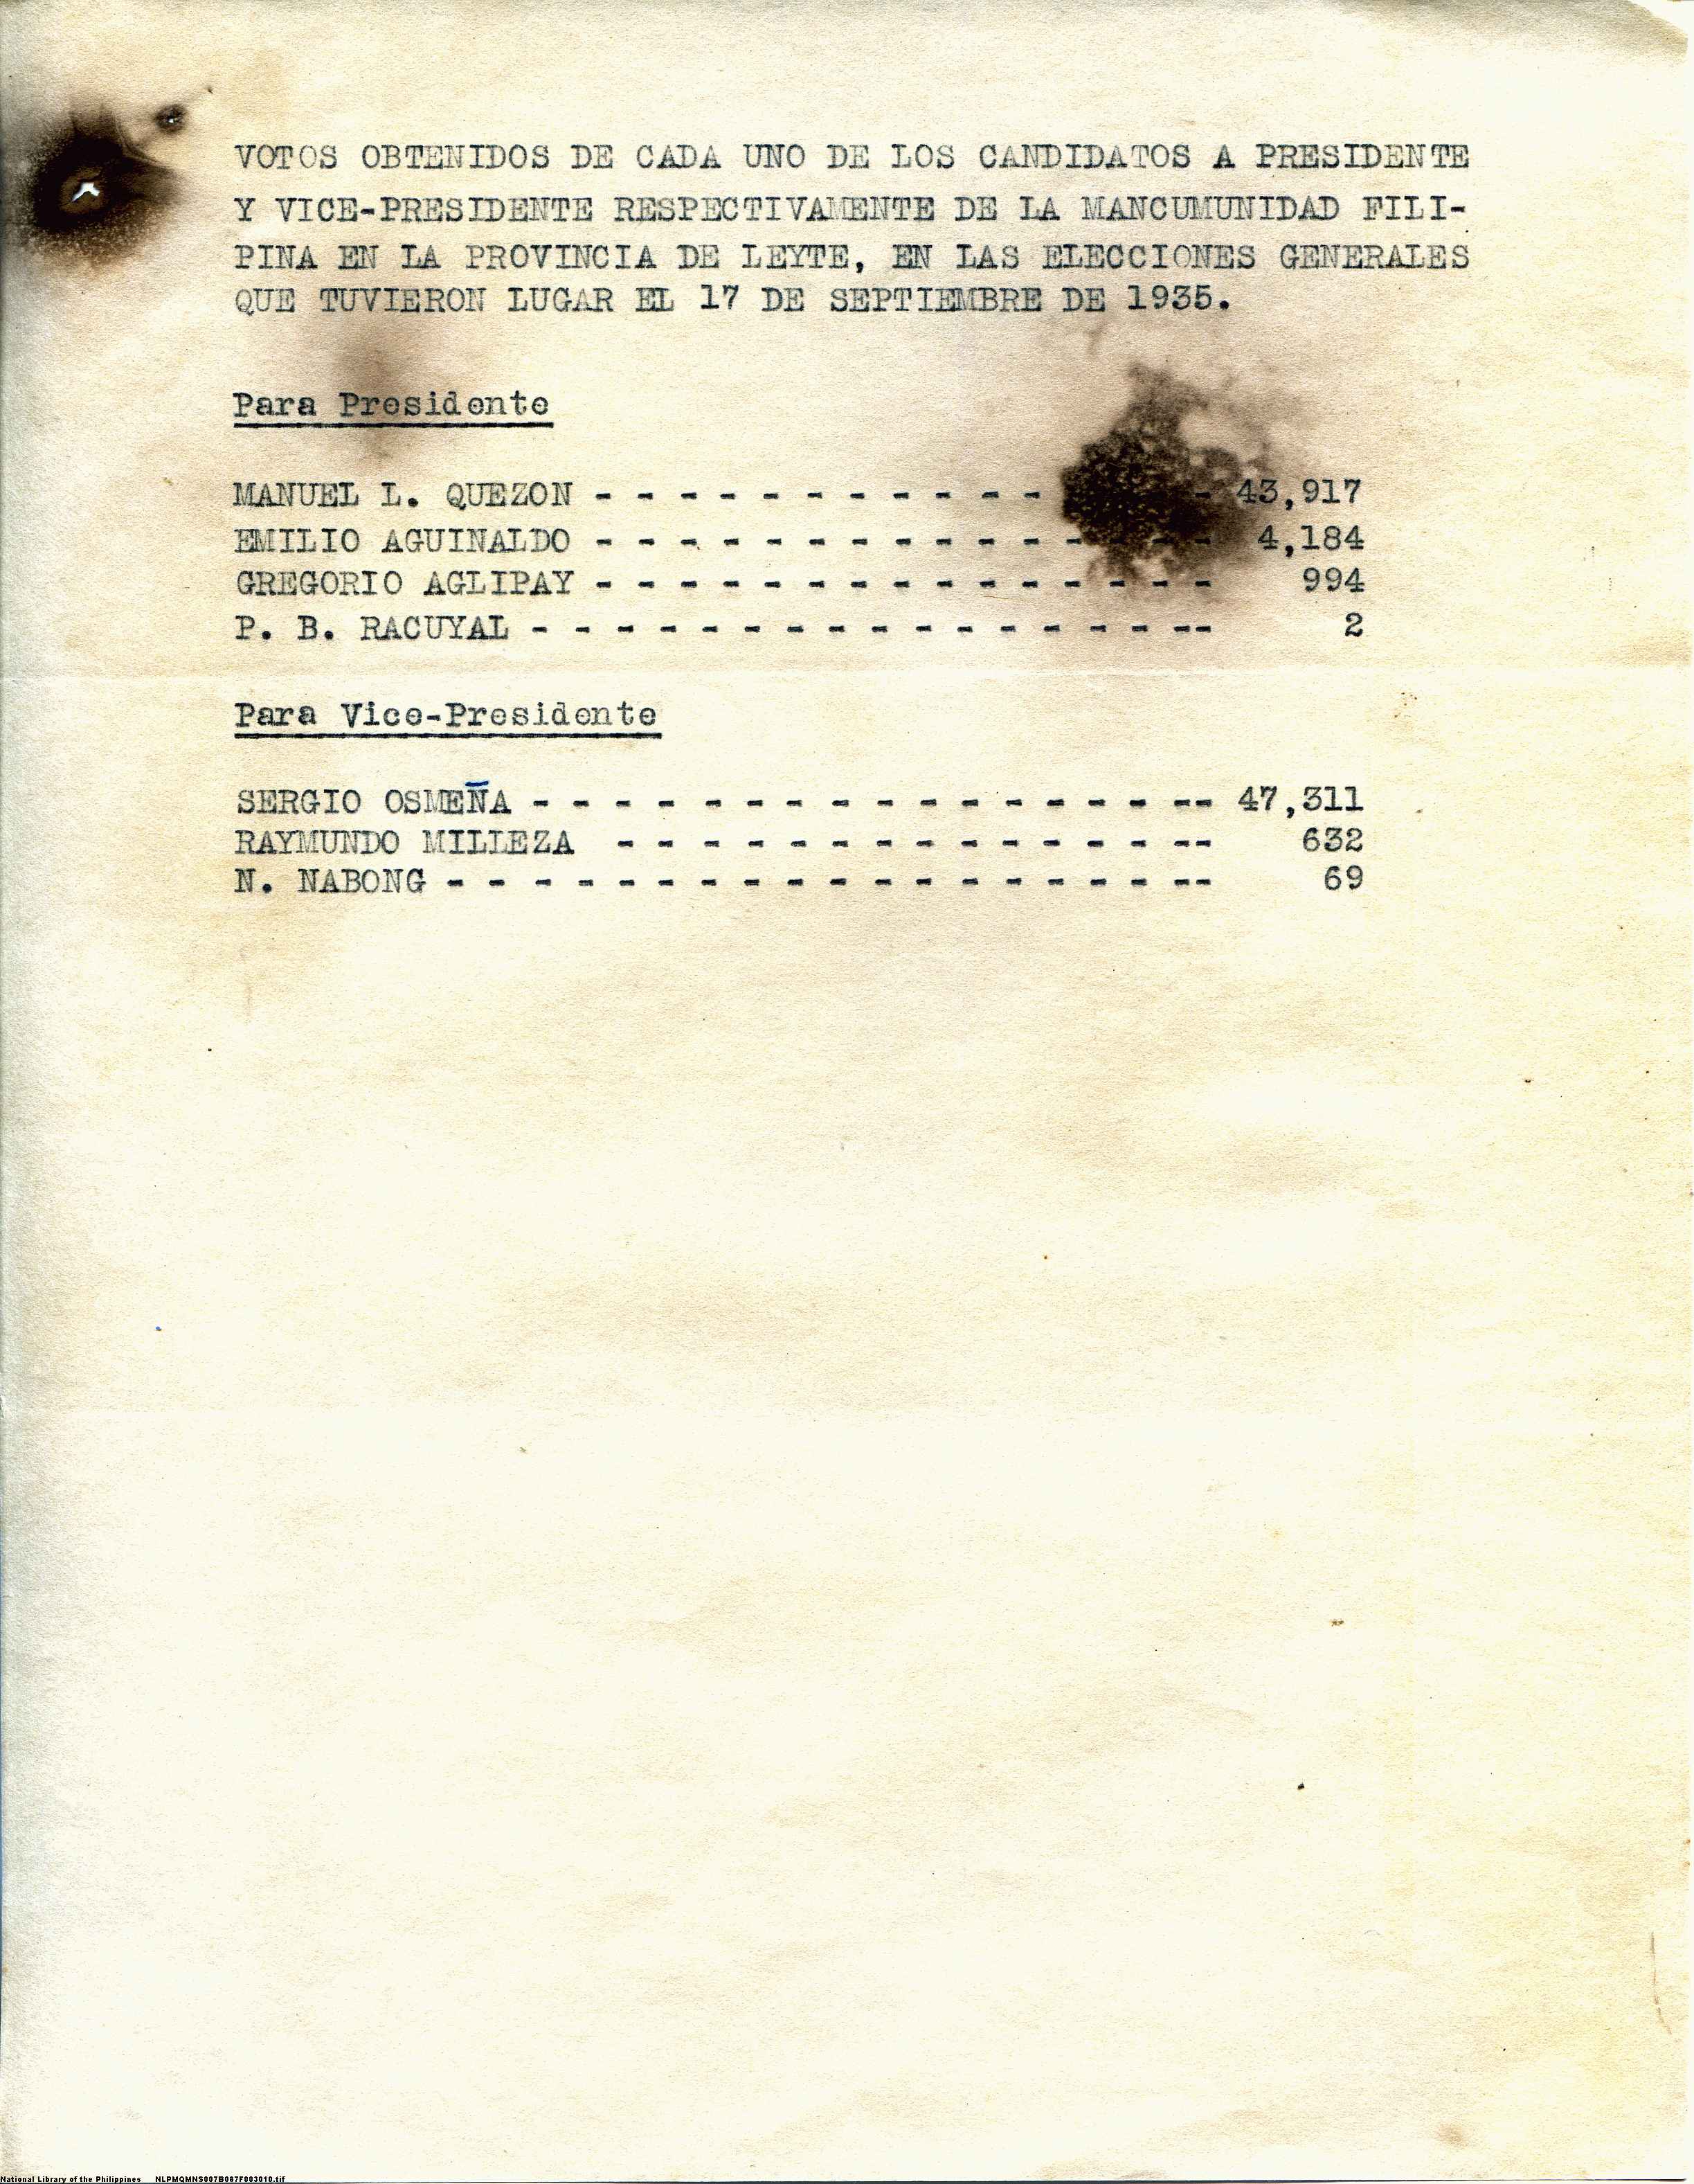 VOTOS OBTENIDOS DE CADA UNO DE LOS CANDIDATOS A PRESIDENTE
Y VICE-PRESIDENTE RESPECTIVAMENTE DE LA MANCUMUNIDAD FILI-
PINA EN LA PROVINCIA DE LEYTE, EN LAS ELECCIONES GENERALES
QUE TUVIERON LUGAR EL 17 DE SEPTIEMBRE DE 1935.
Para Presidente
MANUEL L. QUEZON - - - - - - - - - - - - - - - 43,917
EMILIO AGUINALDO - - - - - - - - - - - - - - - 4,184
GREGORIO AGLIPAY - - - - - - - - - - - - - - - 994
P. B. RACUYAL - - - - - - - - - - - - - - - -- 2
Para Vice-Presidente
SERGIO OSMEÑA - - - - - - - - - - - - - - - -- 47,311
RAYMUNDO MILLEZA - - - - - - - - - - - - - -- 632
N. NABONG - - - - - - - - - - - - - - - - - -- 69
National Library of the Philippines NLPMQMNS007B087F003010.tif